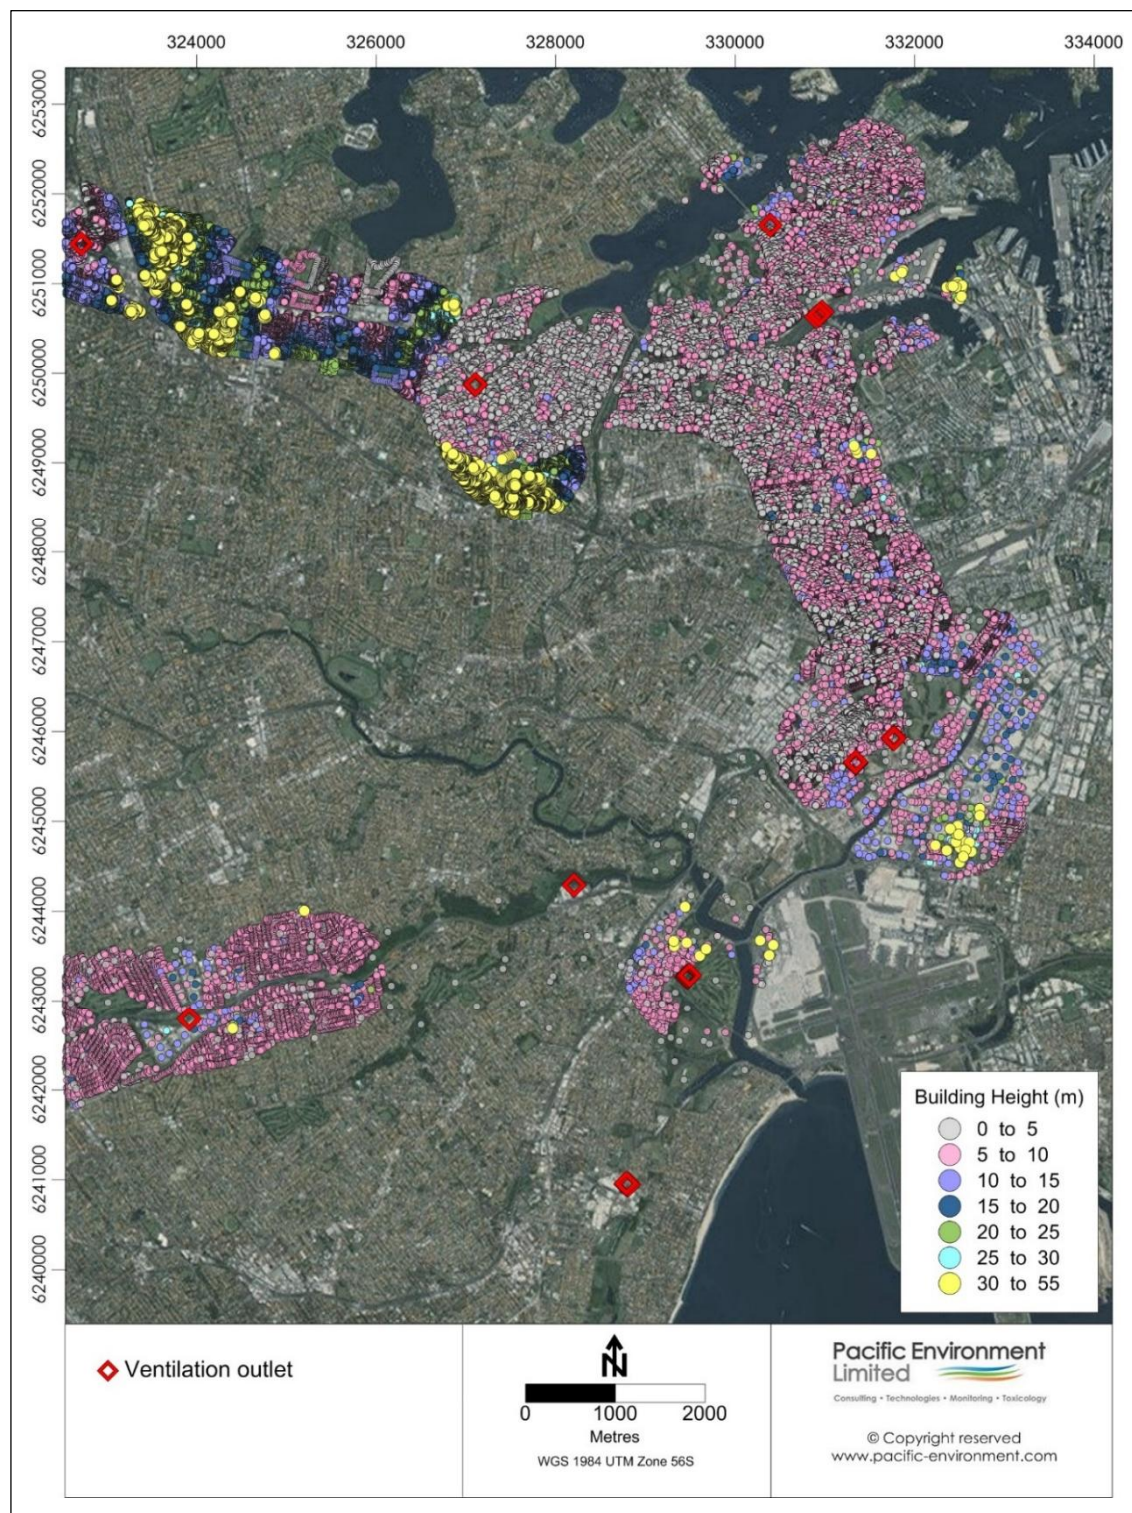 324000 326000 328000 330000 332000 334000
6253000
6252000
6251000
6250000
6249000
6248000
6247000
6246000
6245000
6244000
6243000
6242000
6241000
6240000
Building Height (m)
0 to 5
5 to 10
10 to 15
15 to 20
20 to 25
25 to 30
30 to 55
Ventilation outlet
N
0 1000 2000
Metres
WGS 1984 UTM Zone 56S
Pacific Environment
Limited
Consulting • Technologies • Monitoring • Toxicology
© Copyright reserved
www.pacific-environment.com